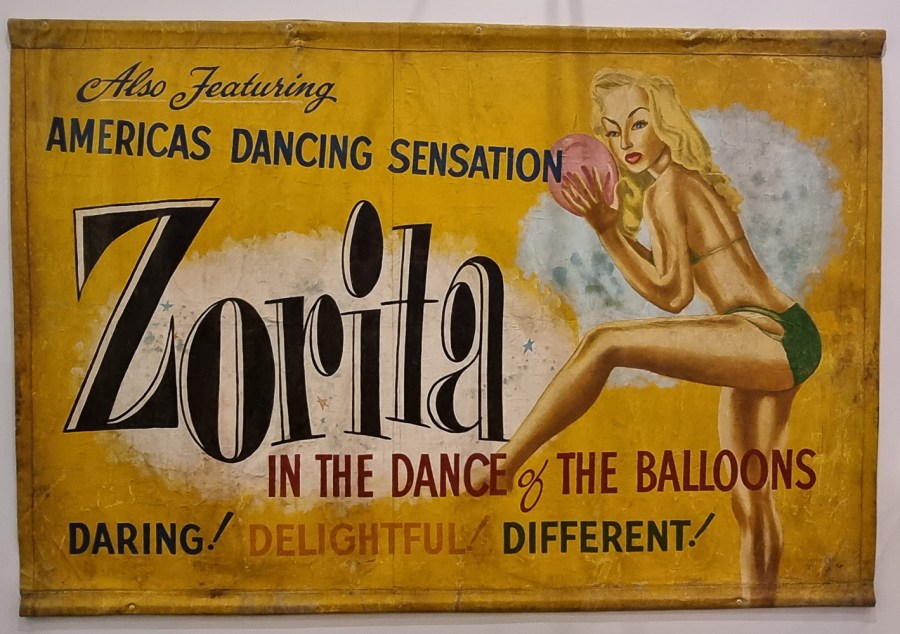 Also Featuring
AMERICAS DANCING SENSATION
Zorita
IN THE DANCE of THE BALLOONS
DARING! DELIGHTFUL! DIFFERENT!